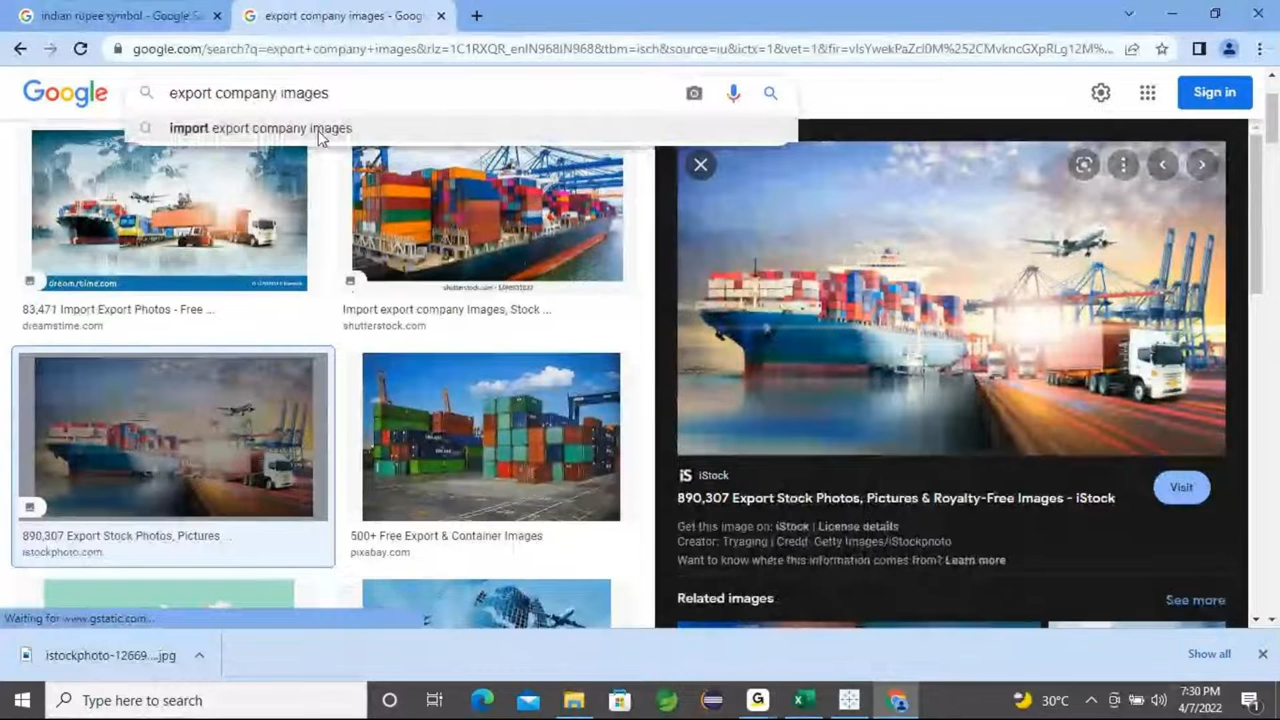 indian rupee symbol - Google S
export company images - Goog
google.com/search?q=export+company+images&rlz=1C1RXQR_enIN968IN968&tbm=isch&source=iu&ictx=1&vet=1&fir=vIsYwekPaZcl0M%252CMvkncGXpRLg12M%...
Google
export company images
Sign in
import export company images
dreamstime.com
shutterstock.com
83,471 Import Export Photos - Free ...
dreamstime.com
Import export company Images, Stock ...
shutterstock.com
890,307 Export Stock Photos, Pictures ...
istockphoto.com
500+ Free Export & Container Images
pixabay.com
iS iStock
890,307 Export Stock Photos, Pictures & Royalty-Free Images - iStock
Visit
Get this image on: iStock | License details
Creator: Tryaging | Credit: Getty Images/iStockphoto
Want to know where this information comes from? Learn more
Related images
See more
Waiting for www.gstatic.com...
istockphoto-12669....jpg
Show all
Type here to search
30°C
7:30 PM
4/7/2022